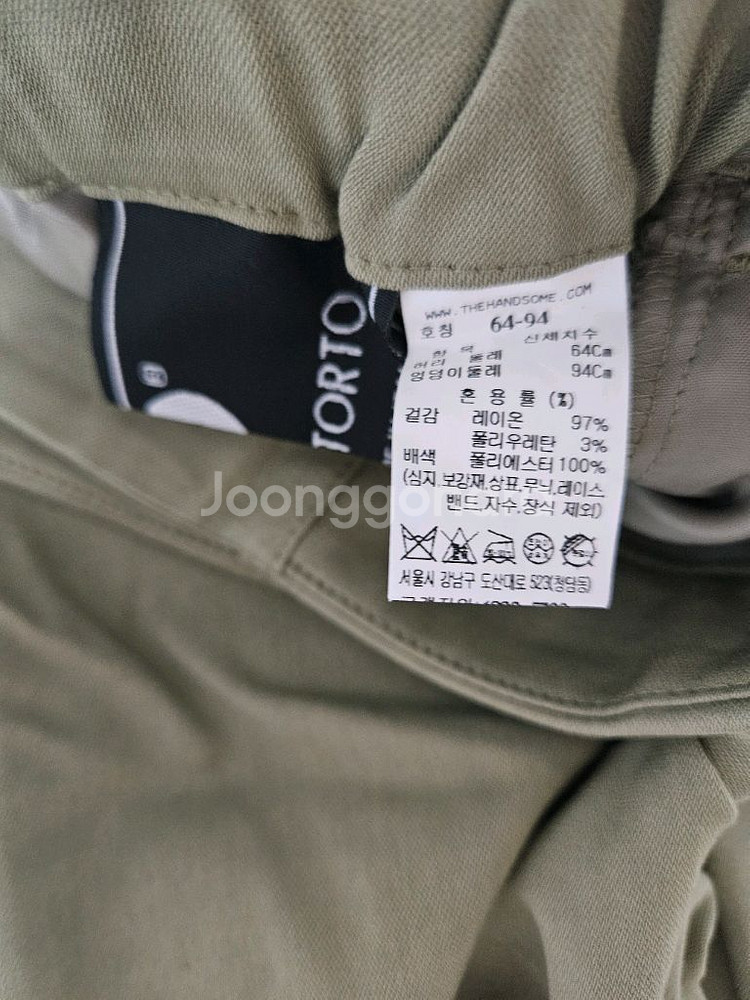 WWW.THEHANDSOME.COM
호칭 64-94
신체치수
허리 둘레 64Cm
엉덩이둘레 94Cm
혼용률 (%)
겉감 레이온 97%
폴리우레탄 3%
배색 폴리에스터 100%
(심지,보강재,상표,무늬,레이스
밴드,자수,장식 제외)
서울시 강남구 도산대로 523(청담동)
TORTO